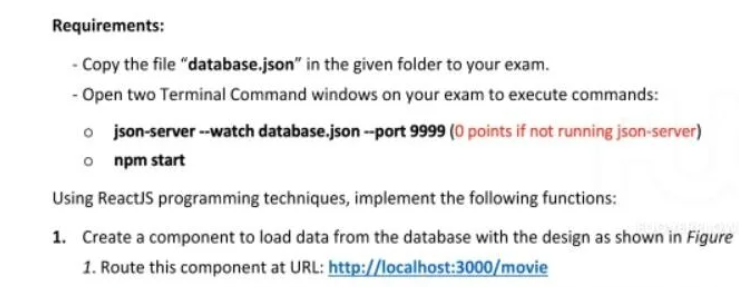 Requirements:
- Copy the file “database.json” in the given folder to your exam.
- Open two Terminal Command windows on your exam to execute commands:
o json-server --watch database.json --port 9999 (0 points if not running json-server)
o npm start
Using ReactJS programming techniques, implement the following functions:
1. Create a component to load data from the database with the design as shown in Figure
1. Route this component at URL: http://localhost:3000/movie